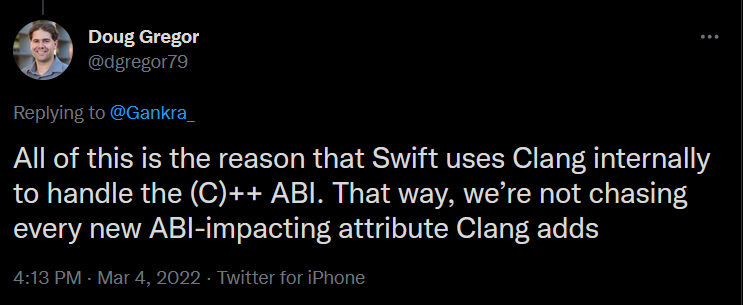 Doug Gregor
@dgregor79
Replying to @Gankra_
All of this is the reason that Swift uses Clang internally
to handle the (C)++ ABI. That way, we’re not chasing
every new ABI-impacting attribute Clang adds
4:13 PM · Mar 4, 2022 · Twitter for iPhone